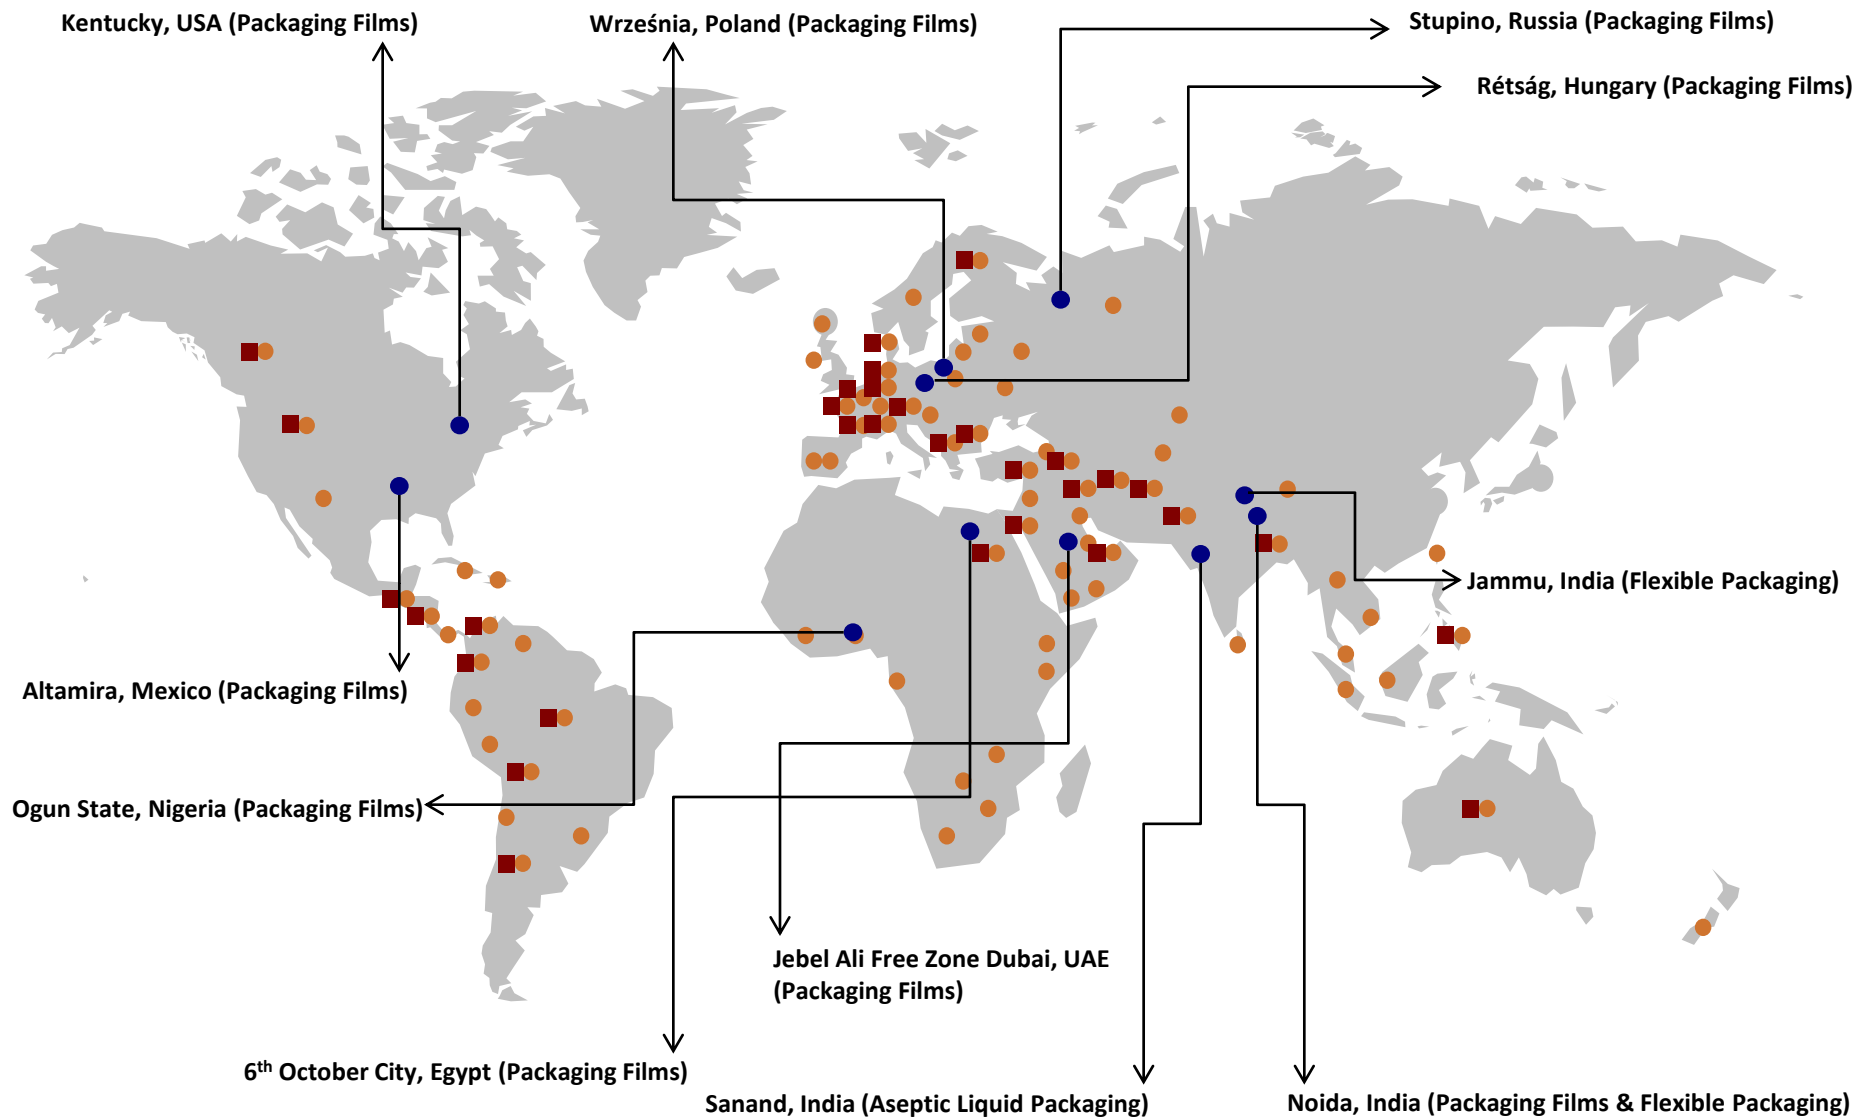 Kentucky, USA (Packaging Films)
Września, Poland (Packaging Films)
Stupino, Russia (Packaging Films)
Rétság, Hungary (Packaging Films)
Jammu, India (Flexible Packaging)
Altamira, Mexico (Packaging Films)
Ogun State, Nigeria (Packaging Films)
Jebel Ali Free Zone Dubai, UAE
(Packaging Films)
6th October City, Egypt (Packaging Films)
Sanand, India (Aseptic Liquid Packaging)
Noida, India (Packaging Films & Flexible Packaging)